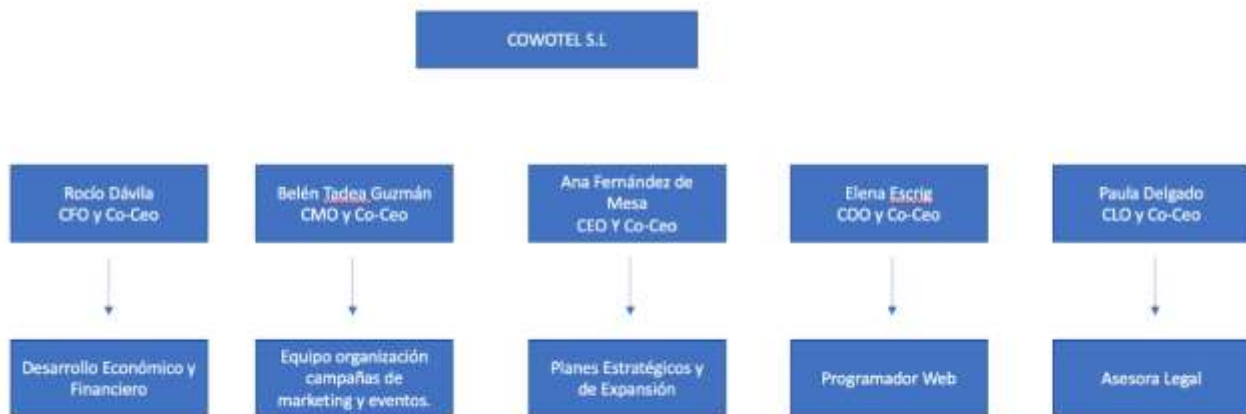 COWOTEL S.L
Rocío Dávila
CFO y Co-Ceo
Belén Tadea Guzmán
CMO y Co-Ceo
Ana Fernández de
Mesa
CEO Y Co-Ceo
Elena Escrig
COO y Co-Ceo
Paula Delgado
CLO y Co-Ceo
Desarrollo Económico y
Financiero
Equipo organización
campañas de
marketing y eventos.
Planes Estratégicos y
de Expansión
Programador Web
Asesora Legal